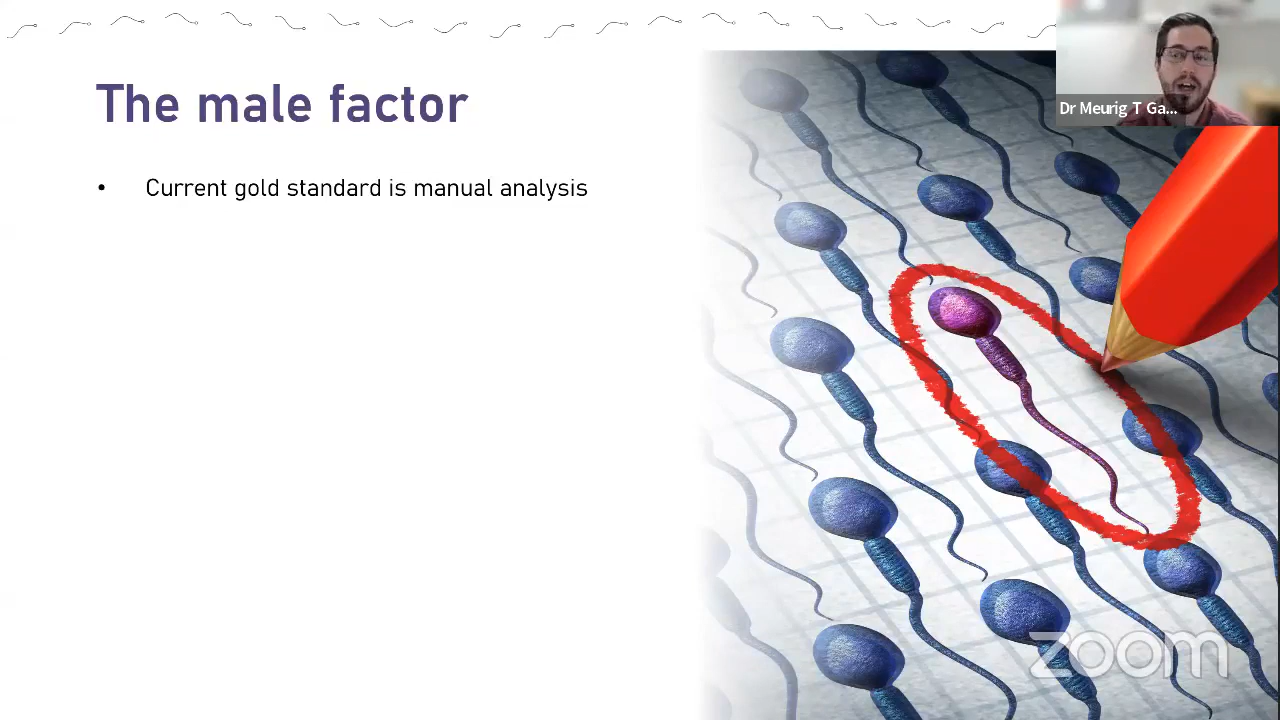 Dr Meurig T Ga...
The male factor
• Current gold standard is manual analysis
zoom